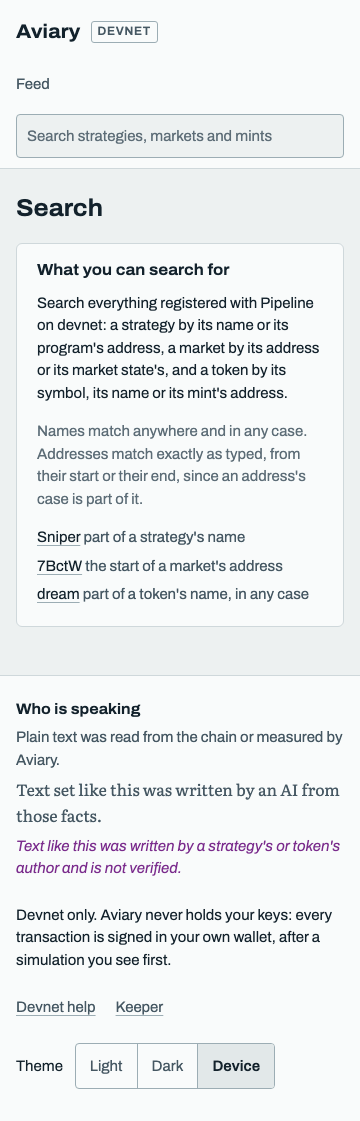 Aviary DEVNET
Feed
Search strategies, markets and mints
Search
What you can search for
Search everything registered with Pipeline
on devnet: a strategy by its name or its
program's address, a market by its address
or its market state's, and a token by its
symbol, its name or its mint's address.
Names match anywhere and in any case.
Addresses match exactly as typed, from
their start or their end, since an address's
case is part of it.
Sniper part of a strategy's name
7BctW the start of a market's address
dream part of a token's name, in any case
Who is speaking
Plain text was read from the chain or measured by
Aviary.
Text set like this was written by an AI from
those facts.
Text like this was written by a strategy's or token's
author and is not verified.
Devnet only. Aviary never holds your keys: every
transaction is signed in your own wallet, after a
simulation you see first.
Devnet help Keeper
Theme Light Dark Device